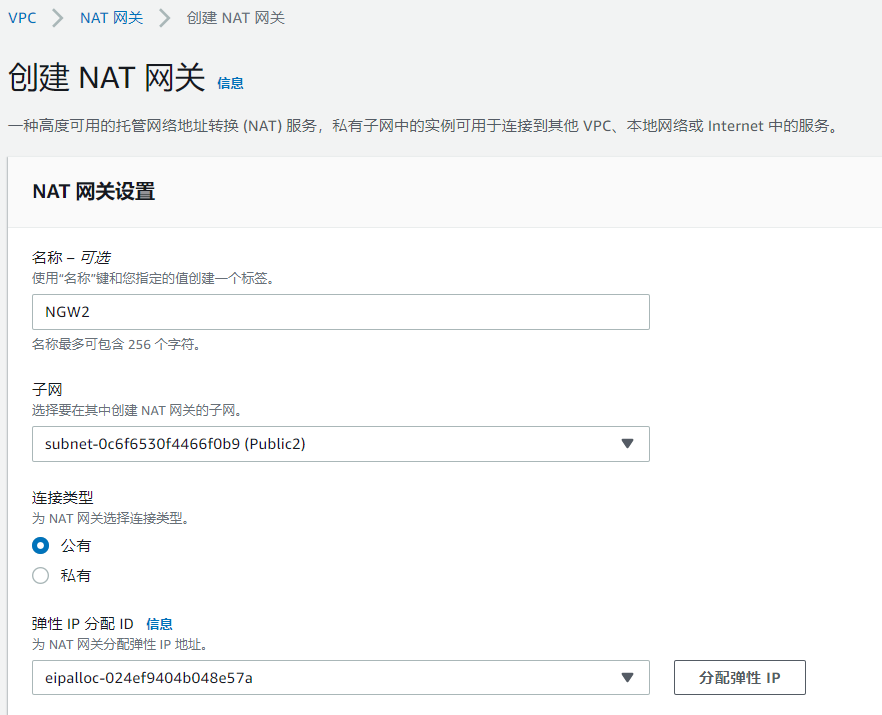 VPC > NAT 网关 > 创建 NAT 网关
创建 NAT 网关 信息
一种高度可用的托管网络地址转换 (NAT) 服务，私有子网中的实例可用于连接到其他 VPC、本地网络或 Internet 中的服务。
NAT 网关设置
名称 – 可选
使用“名称”键和您指定的值创建一个标签。
NGW2
名称最多可包含 256 个字符。
子网
选择要在其中创建 NAT 网关的子网。
subnet-0c6f6530f4466f0b9 (Public2)
连接类型
为 NAT 网关选择连接类型。
公有
私有
弹性 IP 分配 ID 信息
为 NAT 网关分配弹性 IP 地址。
eipalloc-024ef9404b048e57a 分配弹性 IP